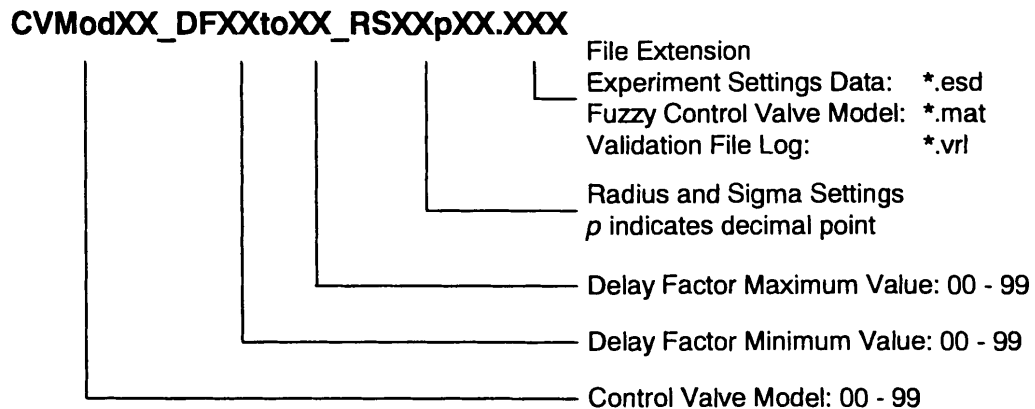 CVModXX_DFXXtoXX_RSXXpXX.XXX
File Extension
Experiment Settings Data: *.esd
Fuzzy Control Valve Model: *.mat
Validation File Log: *.vrl
Radius and Sigma Settings
p indicates decimal point
Delay Factor Maximum Value: 00 - 99
Delay Factor Minimum Value: 00 - 99
Control Valve Model: 00 - 99